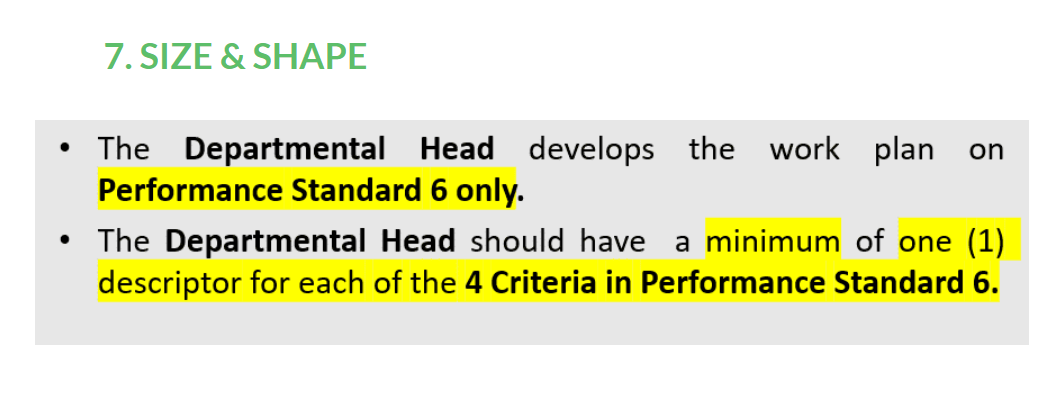 7. SIZE & SHAPE
• The Departmental Head develops the work plan on
Performance Standard 6 only.
• The Departmental Head should have a minimum of one (1)
descriptor for each of the 4 Criteria in Performance Standard 6.